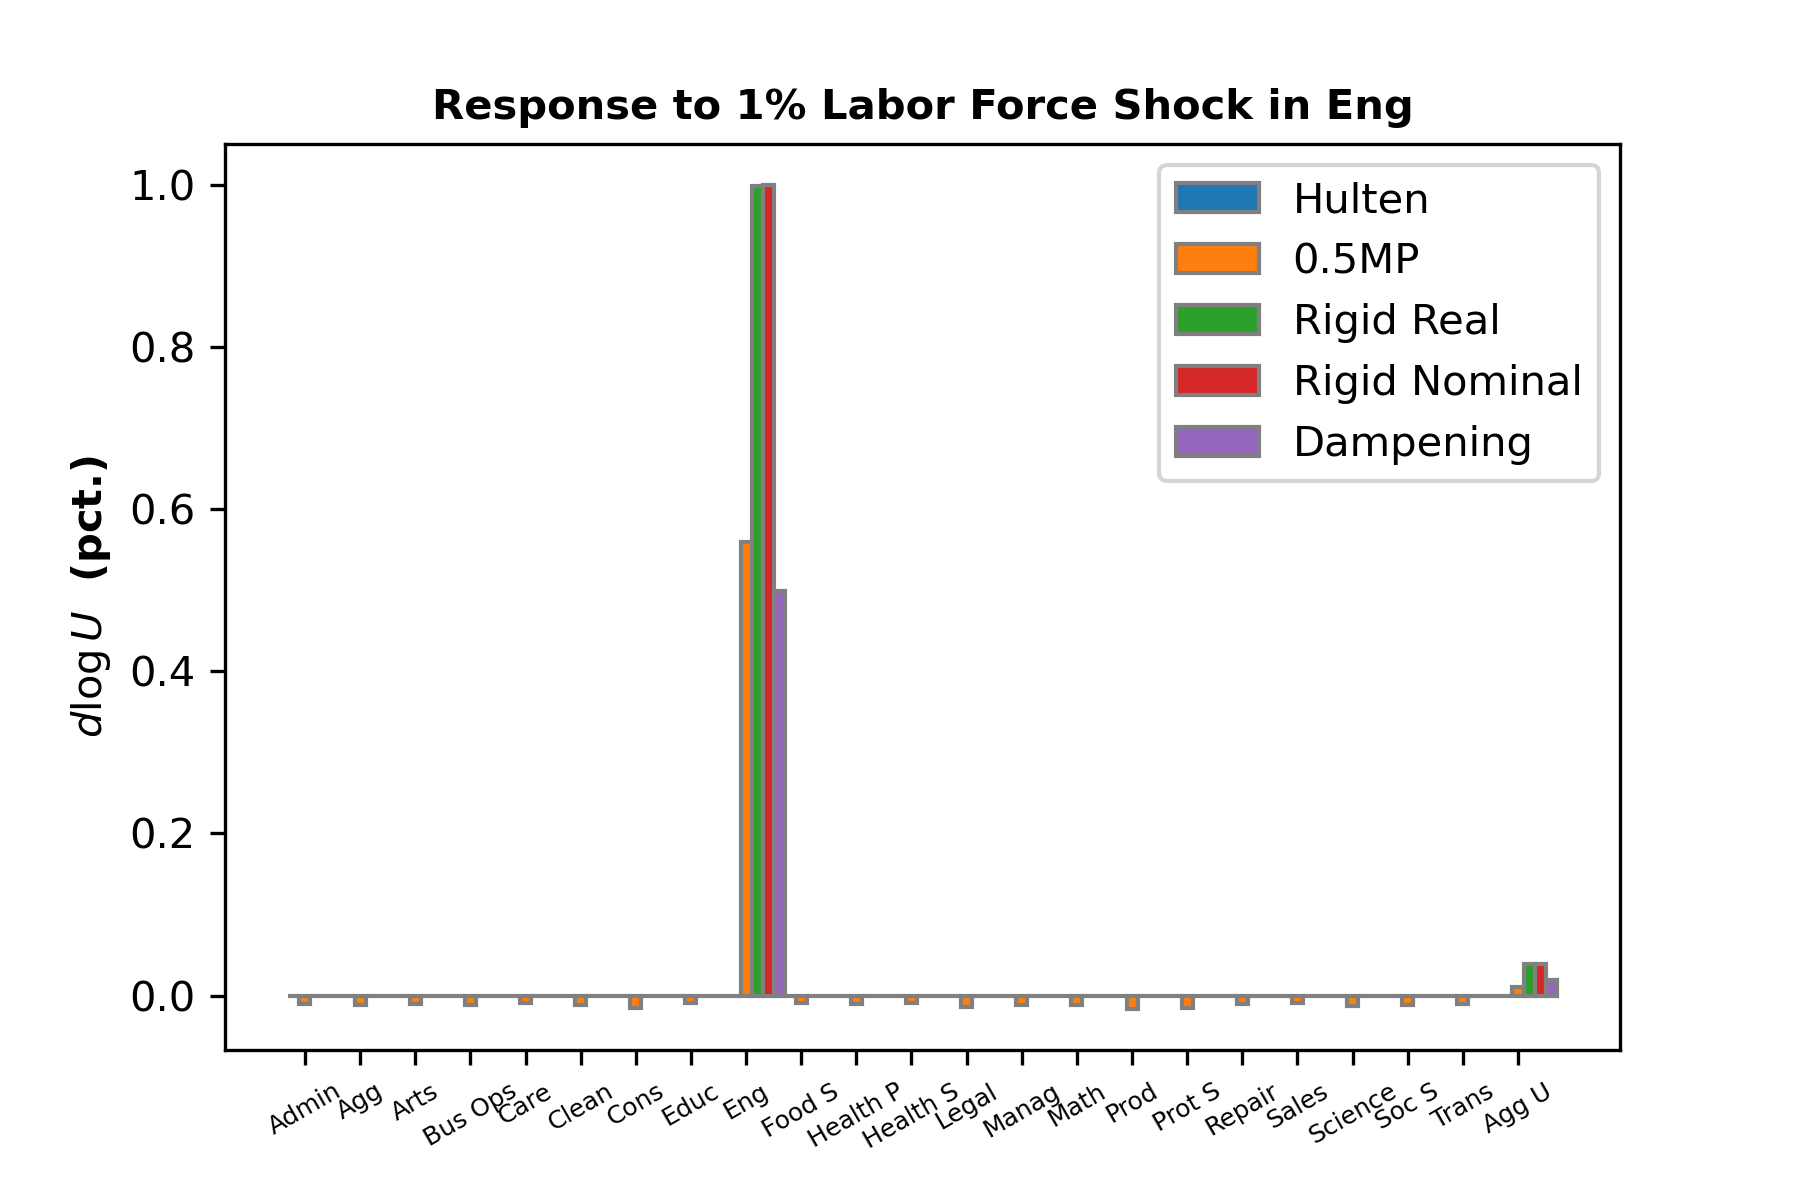 Response to 1% Labor Force Shock in Eng
Hulten
0.5MP
Rigid Real
Rigid Nominal
Dampening
dlog U (pct.)
1.0
0.8
0.6
0.4
0.2
0.0
Admin
Agg
Arts
Bus Ops
Care
Clean
Cons
Educ
Eng
Food S
Health P
Health S
Legal
Manag
Math
Prod
Prot S
Repair
Sales
Science
Soc S
Trans
Agg U